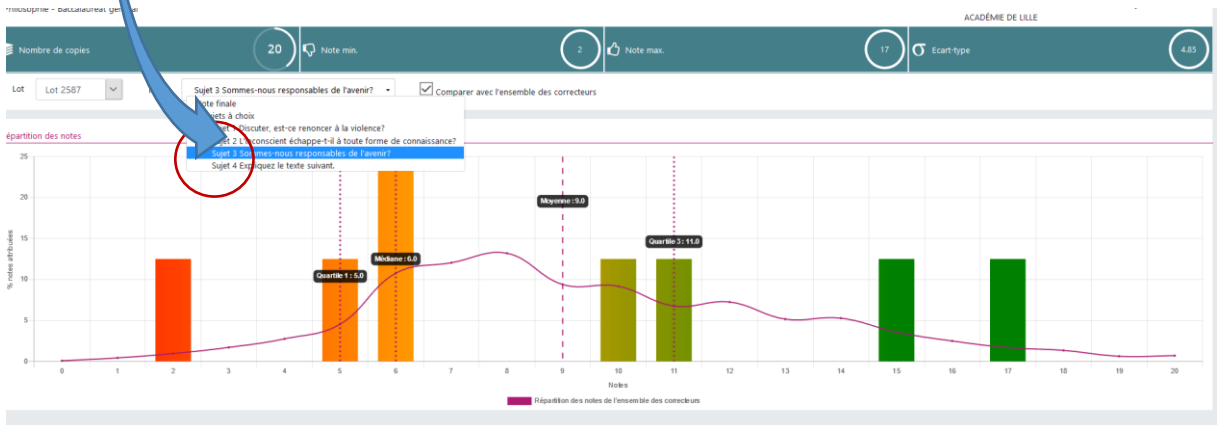 Philosophie - Baccalauréat général
ACADÉMIE DE LILLE
Nombre de copies 20 Note min. 2 Note max. 17 Ecart-type 4.85
Lot Lot 2587 Sujet 3 Sommes-nous responsables de l'avenir? Comparer avec l'ensemble des correcteurs
Note finale
Sujets à choix
Sujet 1 Discuter, est-ce renoncer à la violence?
Sujet 2 L'inconscient échappe-t-il à toute forme de connaissance?
Sujet 3 Sommes-nous responsables de l'avenir?
Sujet 4 Expliquez le texte suivant.
Répartition des notes
% notes attribuées
25
20
15
10
5
0
Moyenne :9.0
Quartile 3 : 11.0
Médiane : 6.0
Quartile 1 : 5.0
0 1 2 3 4 5 6 7 8 9 10 11 12 13 14 15 16 17 18 19 20
Notes
Répartition des notes de l'ensemble des correcteurs